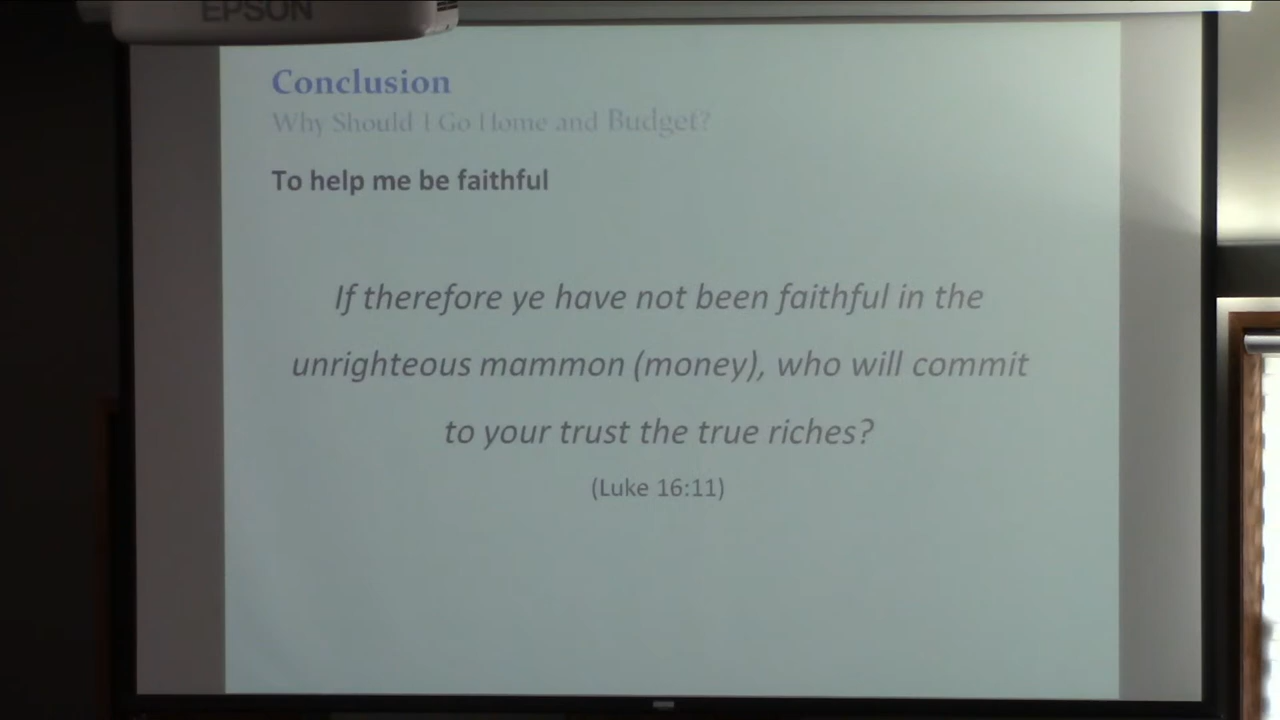 EPSON
Conclusion
Why Should I Go Home and Budget?
To help me be faithful
If therefore ye have not been faithful in the
unrighteous mammon (money), who will commit
to your trust the true riches?
(Luke 16:11)